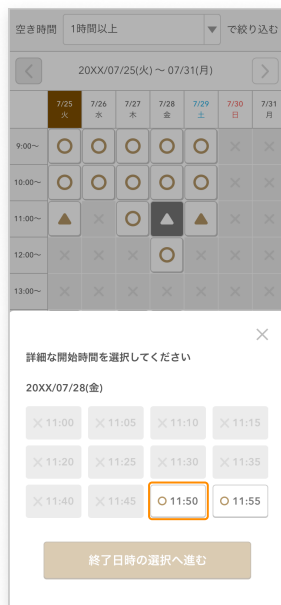 空き時間 1時間以上 ▼ で絞り込む
＜ 20XX/07/25(火)～07/31(月) ＞
7/25 7/26 7/27 7/28 7/29 7/30 7/31
火 水 木 金 土 日 月
9:00～ ○ ○ ○ ○ ○ × ×
10:00～ ○ ○ ○ ○ ○ × ×
11:00～ ▲ × ○ ▲ ▲ × ×
12:00～ × × × ○ × × ×
13:00～ × × × × × × ×
×
詳細な開始時間を選択してください
20XX/07/28(金)
×11:00 ×11:05 ×11:10 ×11:15
×11:20 ×11:25 ×11:30 ×11:35
×11:40 ×11:45 ○11:50 ○11:55
終了日時の選択へ進む